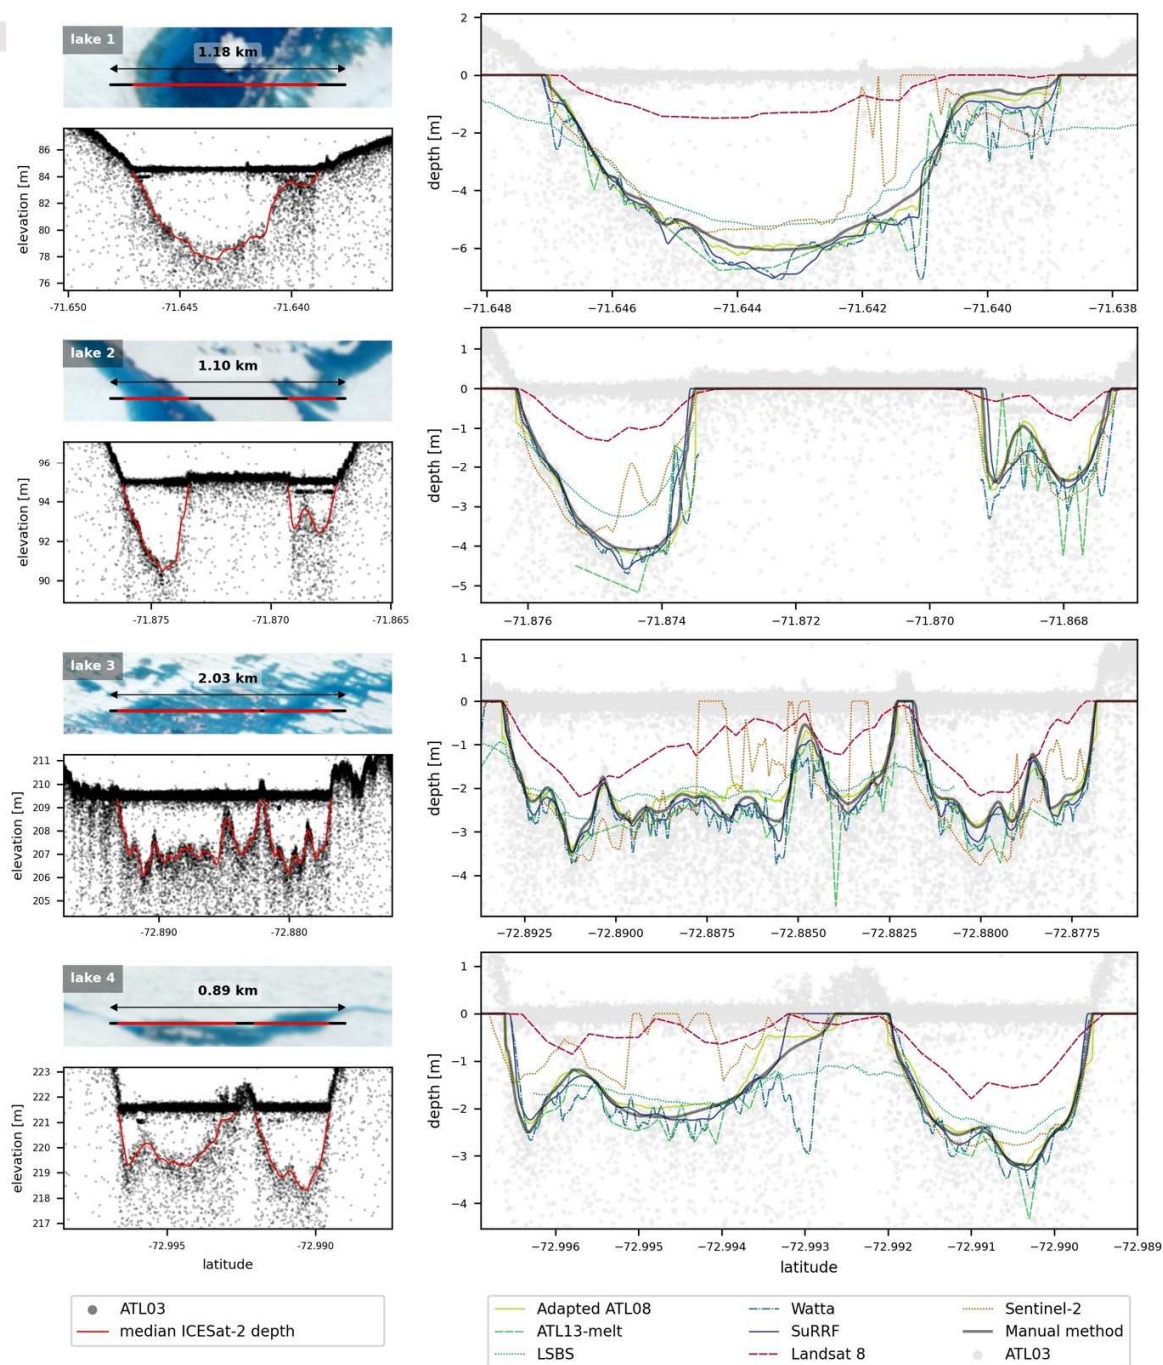 lake 1
1.18 km
86
84
82
80
78
76
elevation [m]
-71.650
-71.645
-71.640
2
0
−2
−4
−6
depth [m]
−71.648
−71.646
−71.644
−71.642
−71.640
−71.638
lake 2
1.10 km
96
94
92
90
elevation [m]
-71.875
-71.870
-71.865
1
0
−1
−2
−3
−4
−5
depth [m]
−71.876
−71.874
−71.872
−71.870
−71.868
lake 3
2.03 km
211
210
209
208
207
206
205
elevation [m]
-72.890
-72.880
1
0
−1
−2
−3
−4
depth [m]
−72.8925
−72.8900
−72.8875
−72.8850
−72.8825
−72.8800
−72.8775
lake 4
0.89 km
223
222
221
220
219
218
217
elevation [m]
-72.995
-72.990
latitude
1
0
−1
−2
−3
−4
depth [m]
−72.996
−72.995
−72.994
−72.993
−72.992
−72.991
−72.990
−72.989
latitude
ATL03
median ICESat-2 depth
Adapted ATL08
ATL13-melt
LSBS
Watta
SuRRF
Landsat 8
Sentinel-2
Manual method
ATL03